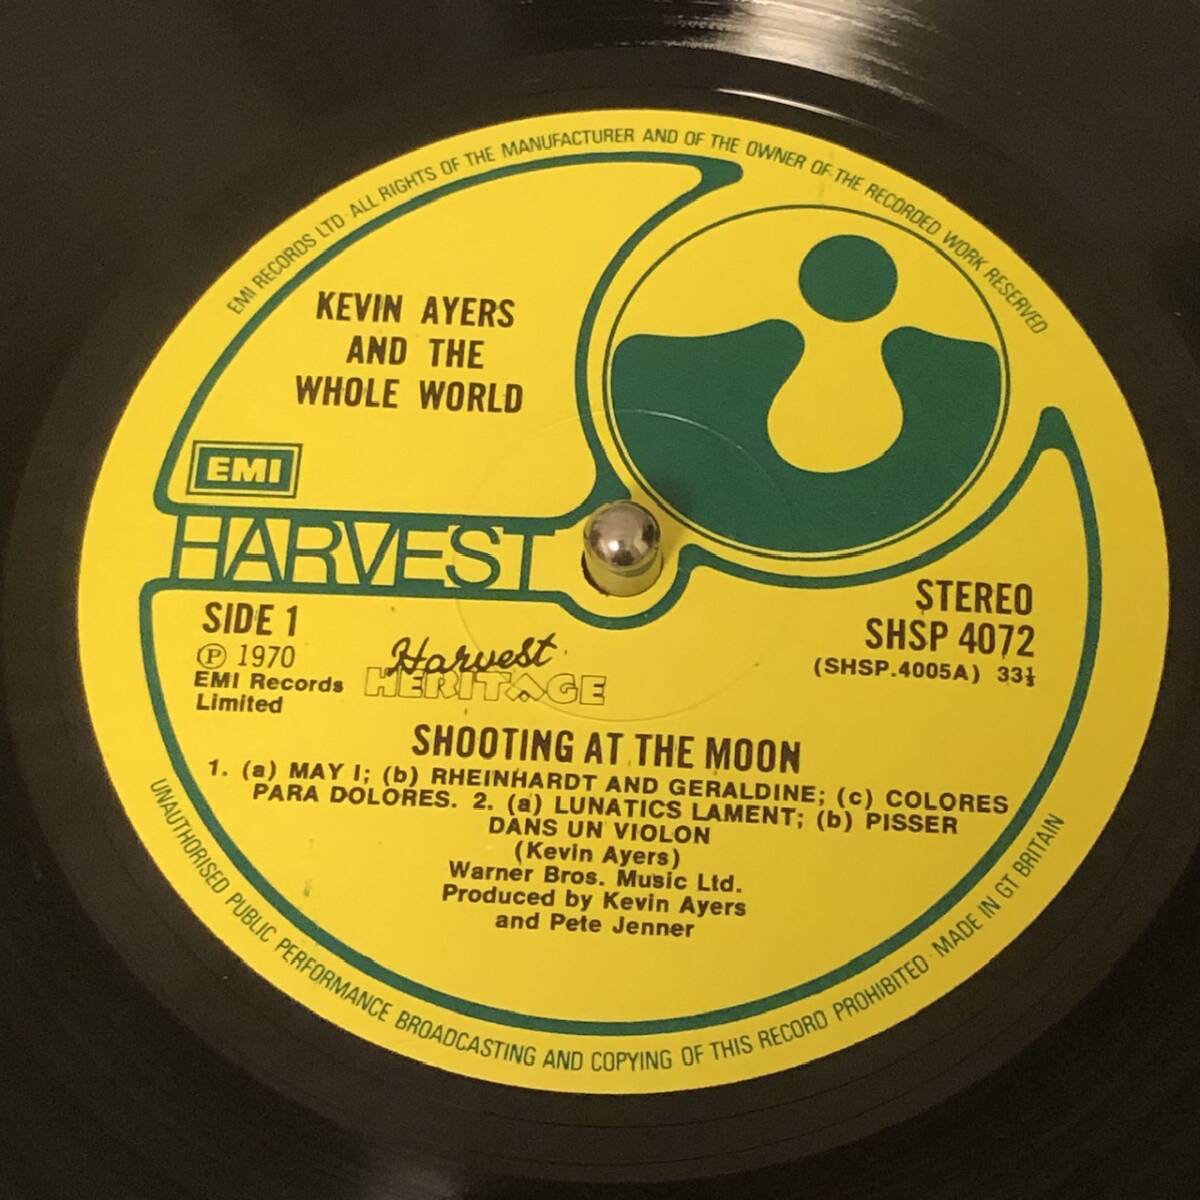 EMI RECORDS LTD · ALL RIGHTS OF THE MANUFACTURER AND OF THE OWNER OF THE RECORDED WORK RESERVED
KEVIN AYERS
AND THE
WHOLE WORLD
EMI
HARVEST
SIDE 1
Ⓟ 1970
EMI Records
Limited
Harvest
HERITAGE
STEREO
SHSP 4072
(SHSP.4005A) 33⅓
SHOOTING AT THE MOON
1. (a) MAY I; (b) RHEINHARDT AND GERALDINE; (c) COLORES
PARA DOLORES. 2. (a) LUNATICS LAMENT; (b) PISSER
DANS UN VIOLON
(Kevin Ayers)
Warner Bros. Music Ltd.
Produced by Kevin Ayers
and Pete Jenner
UNAUTHORISED PUBLIC PERFORMANCE BROADCASTING AND COPYING OF THIS RECORD PROHIBITED · MADE IN GT BRITAIN